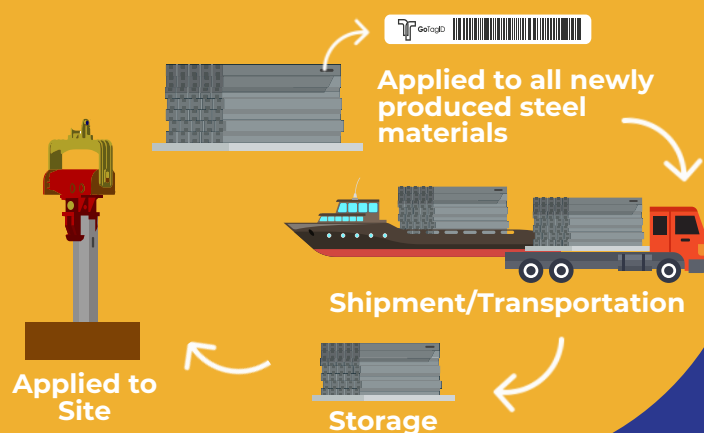 GoTagID
Applied to all newly
produced steel
materials
Shipment/Transportation
Applied to
Site
Storage